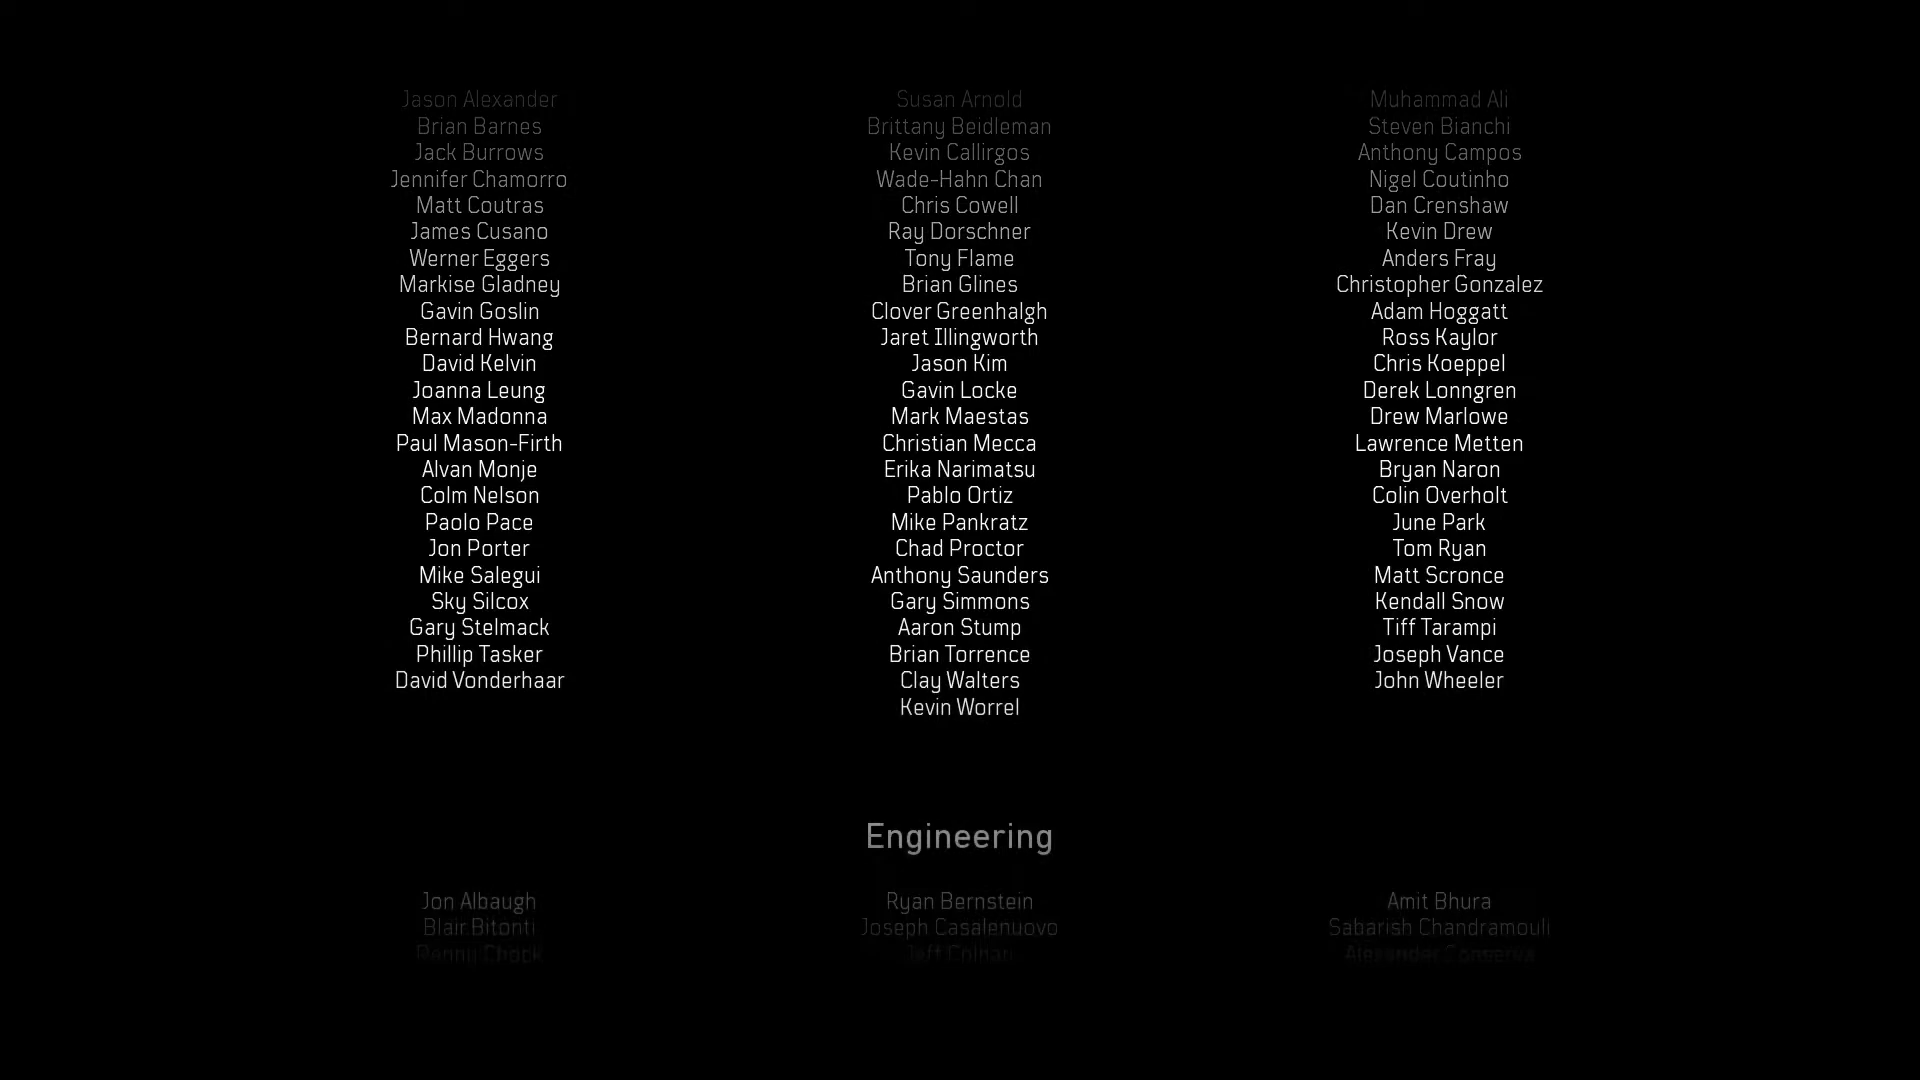 Jason Alexander Susan Arnold Muhammad Ali
Brian Barnes Brittany Beidleman Steven Bianchi
Jack Burrows Kevin Callirgos Anthony Campos
Jennifer Chamorro Wade-Hahn Chan Nigel Coutinho
Matt Coutras Chris Cowell Dan Crenshaw
James Cusano Ray Dorschner Kevin Drew
Werner Eggers Tony Flame Anders Fray
Markise Gladney Brian Glines Christopher Gonzalez
Gavin Goslin Clover Greenhalgh Adam Hoggatt
Bernard Hwang Jaret Illingworth Ross Kaylor
David Kelvin Jason Kim Chris Koeppel
Joanna Leung Gavin Locke Derek Lonngren
Max Madonna Mark Maestas Drew Marlowe
Paul Mason-Firth Christian Mecca Lawrence Metten
Alvan Monje Erika Narimatsu Bryan Naron
Colm Nelson Pablo Ortiz Colin Overholt
Paolo Pace Mike Pankratz June Park
Jon Porter Chad Proctor Tom Ryan
Mike Salegui Anthony Saunders Matt Scronce
Sky Silcox Gary Simmons Kendall Snow
Gary Stelmack Aaron Stump Tiff Tarampi
Phillip Tasker Brian Torrence Joseph Vance
David Vonderhaar Clay Walters John Wheeler
Kevin Worrel
Engineering
Jon Albaugh Ryan Bernstein Amit Bhura
Blair Bitonti Joseph Casalenuovo Sabarish Chandramouli
Jeff Alexander